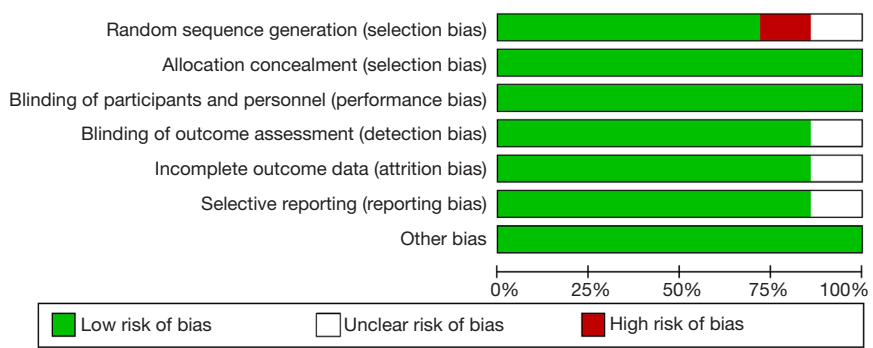 Random sequence generation (selection bias)
Allocation concealment (selection bias)
Blinding of participants and personnel (performance bias)
Blinding of outcome assessment (detection bias)
Incomplete outcome data (attrition bias)
Selective reporting (reporting bias)
Other bias
0% 25% 50% 75% 100%
Low risk of bias Unclear risk of bias High risk of bias